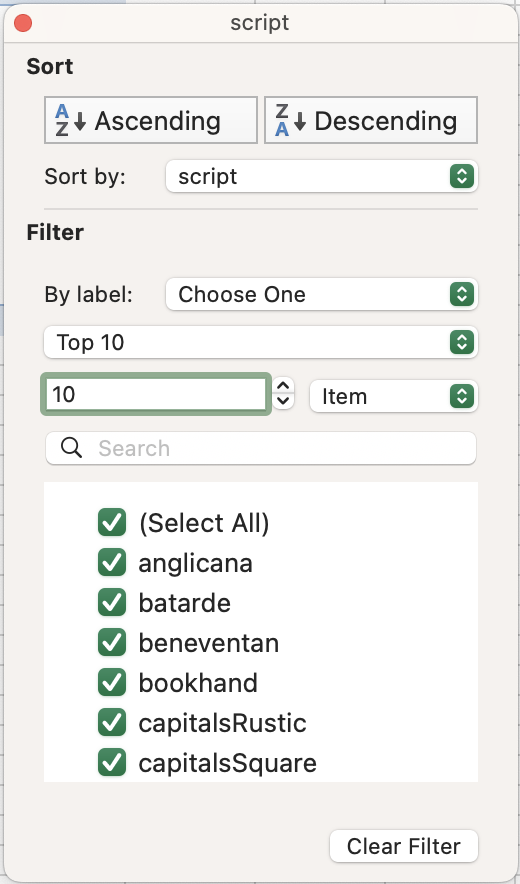 script
Sort
A Z Ascending Z A Descending
Sort by: script
Filter
By label: Choose One
Top 10
10 Item
Search
(Select All)
anglicana
batarde
beneventan
bookhand
capitalsRustic
capitalsSquare
Clear Filter